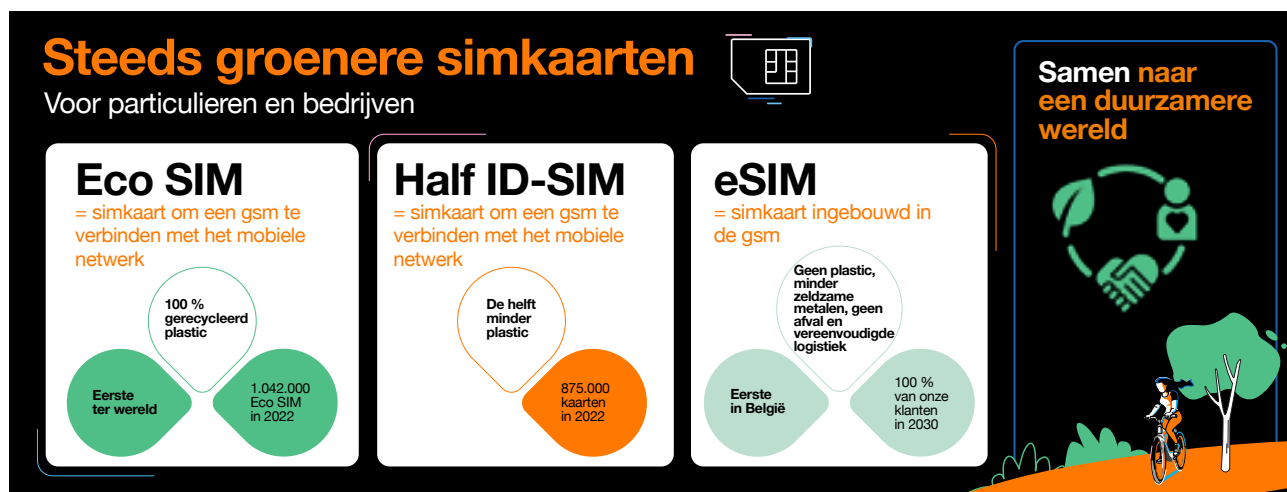 Steeds groenere simkaarten
Voor particulieren en bedrijven
Eco SIM
= simkaart om een gsm te
verbinden met het mobiele
netwerk
100 %
gerecycleerd
plastic
Eerste
ter wereld
1.042.000
Eco SIM
in 2022
Half ID-SIM
= simkaart om een gsm te
verbinden met het mobiele
netwerk
De helft
minder
plastic
875.000
kaarten
in 2022
eSIM
= simkaart ingebouwd in
de gsm
Geen plastic,
minder
zeldzame
metalen, geen
afval en
vereenvoudigde
logistiek
Eerste
in België
100 %
van onze
klanten
in 2030
Samen naar
een duurzamere
wereld